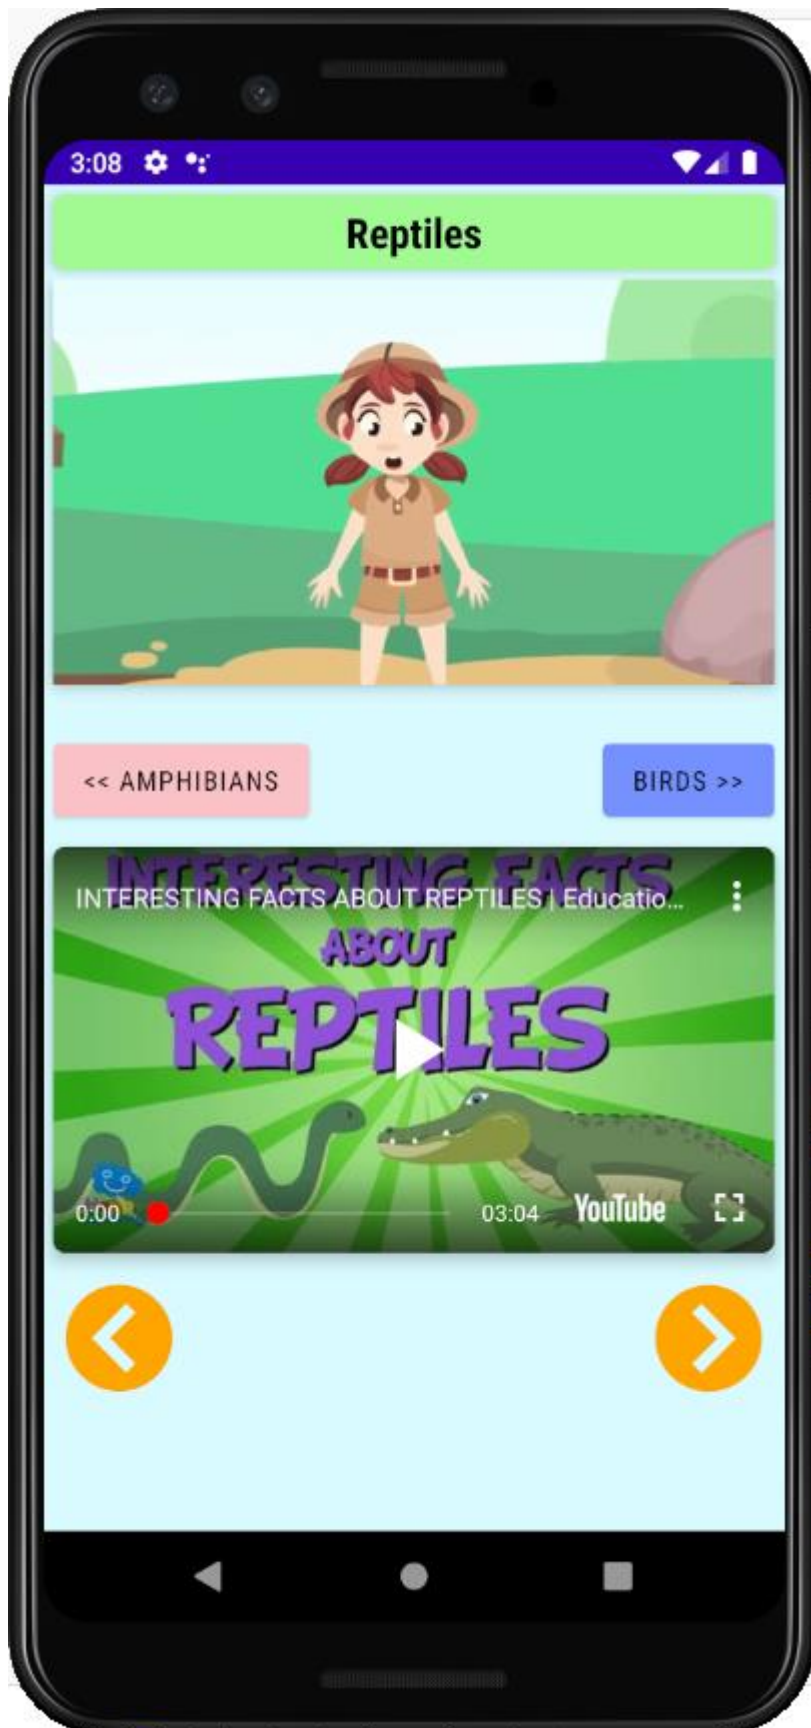 3:08
Reptiles
<< AMPHIBIANS
BIRDS >>
INTERESTING FACTS
INTERESTING FACTS ABOUT REPTILES | Educatio...
ABOUT
REPTILES
0:00
03:04
YouTube